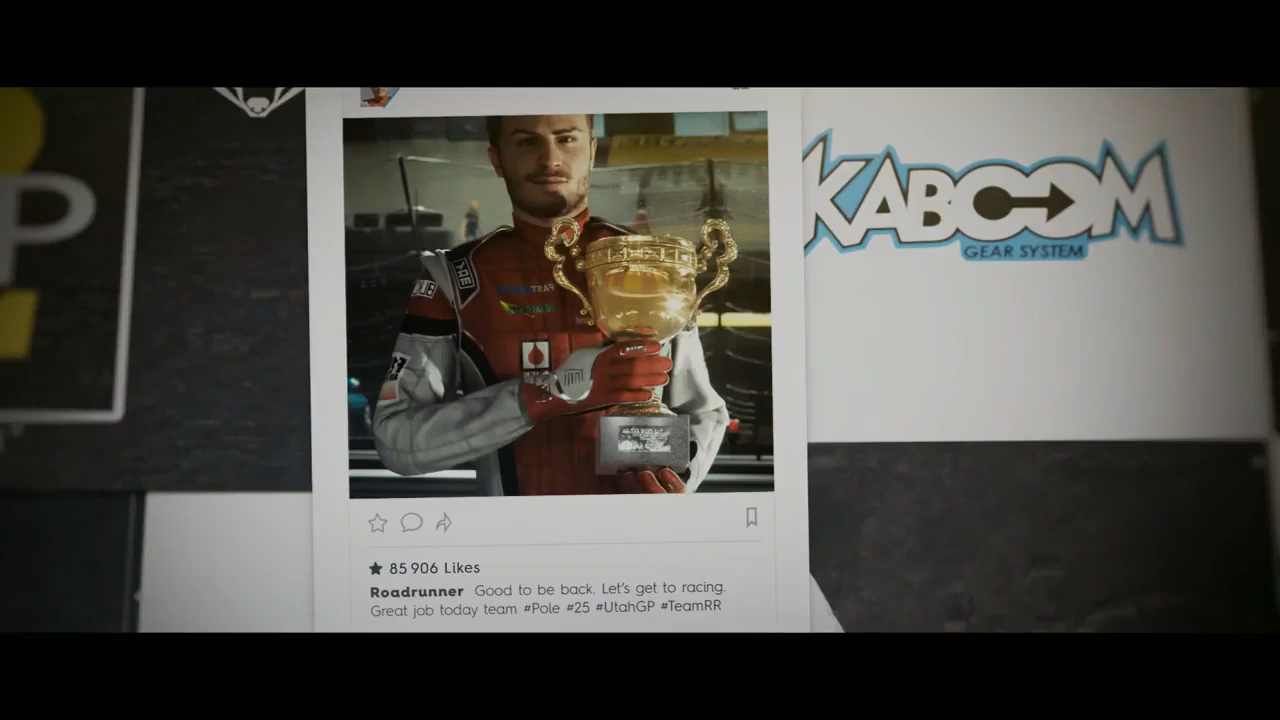 P
KABOOM
GEAR SYSTEM
85 906 Likes
Roadrunner Good to be back. Let's get to racing.
Great job today team #Pole #25 #UtahGP #TeamRR